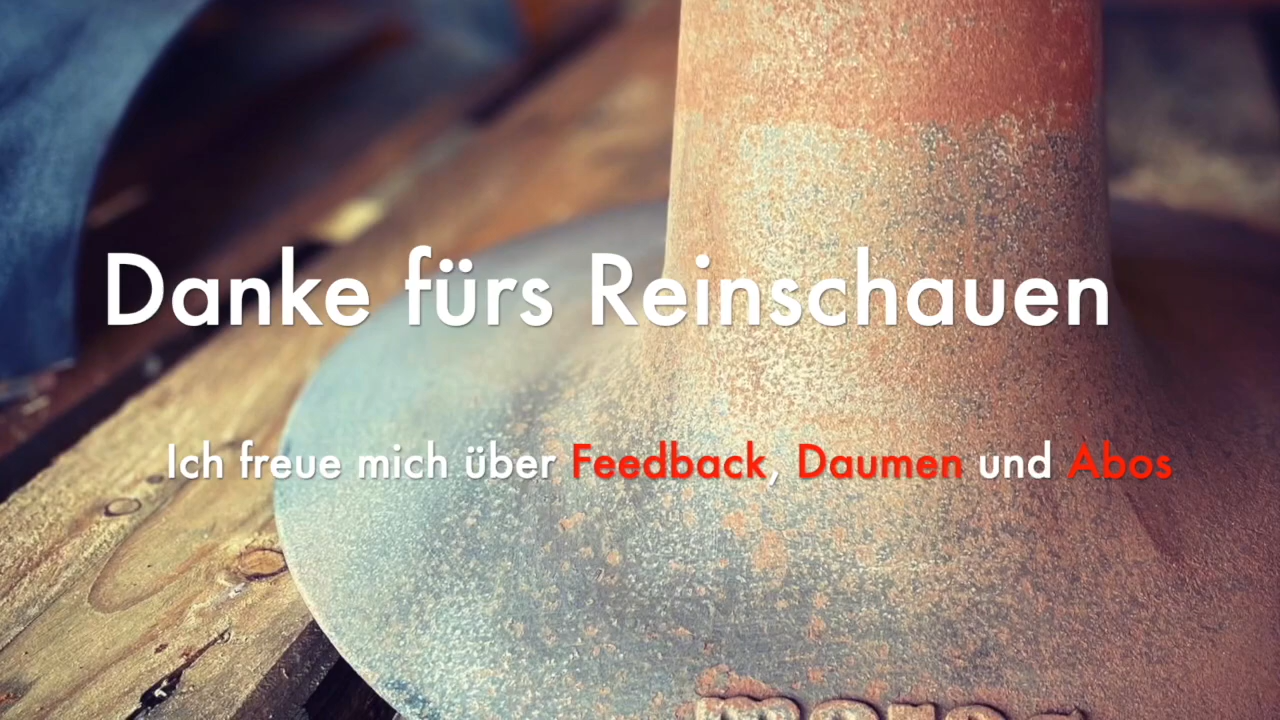 Danke fürs Reinschauen
Ich freue mich über Feedback, Daumen und Abos